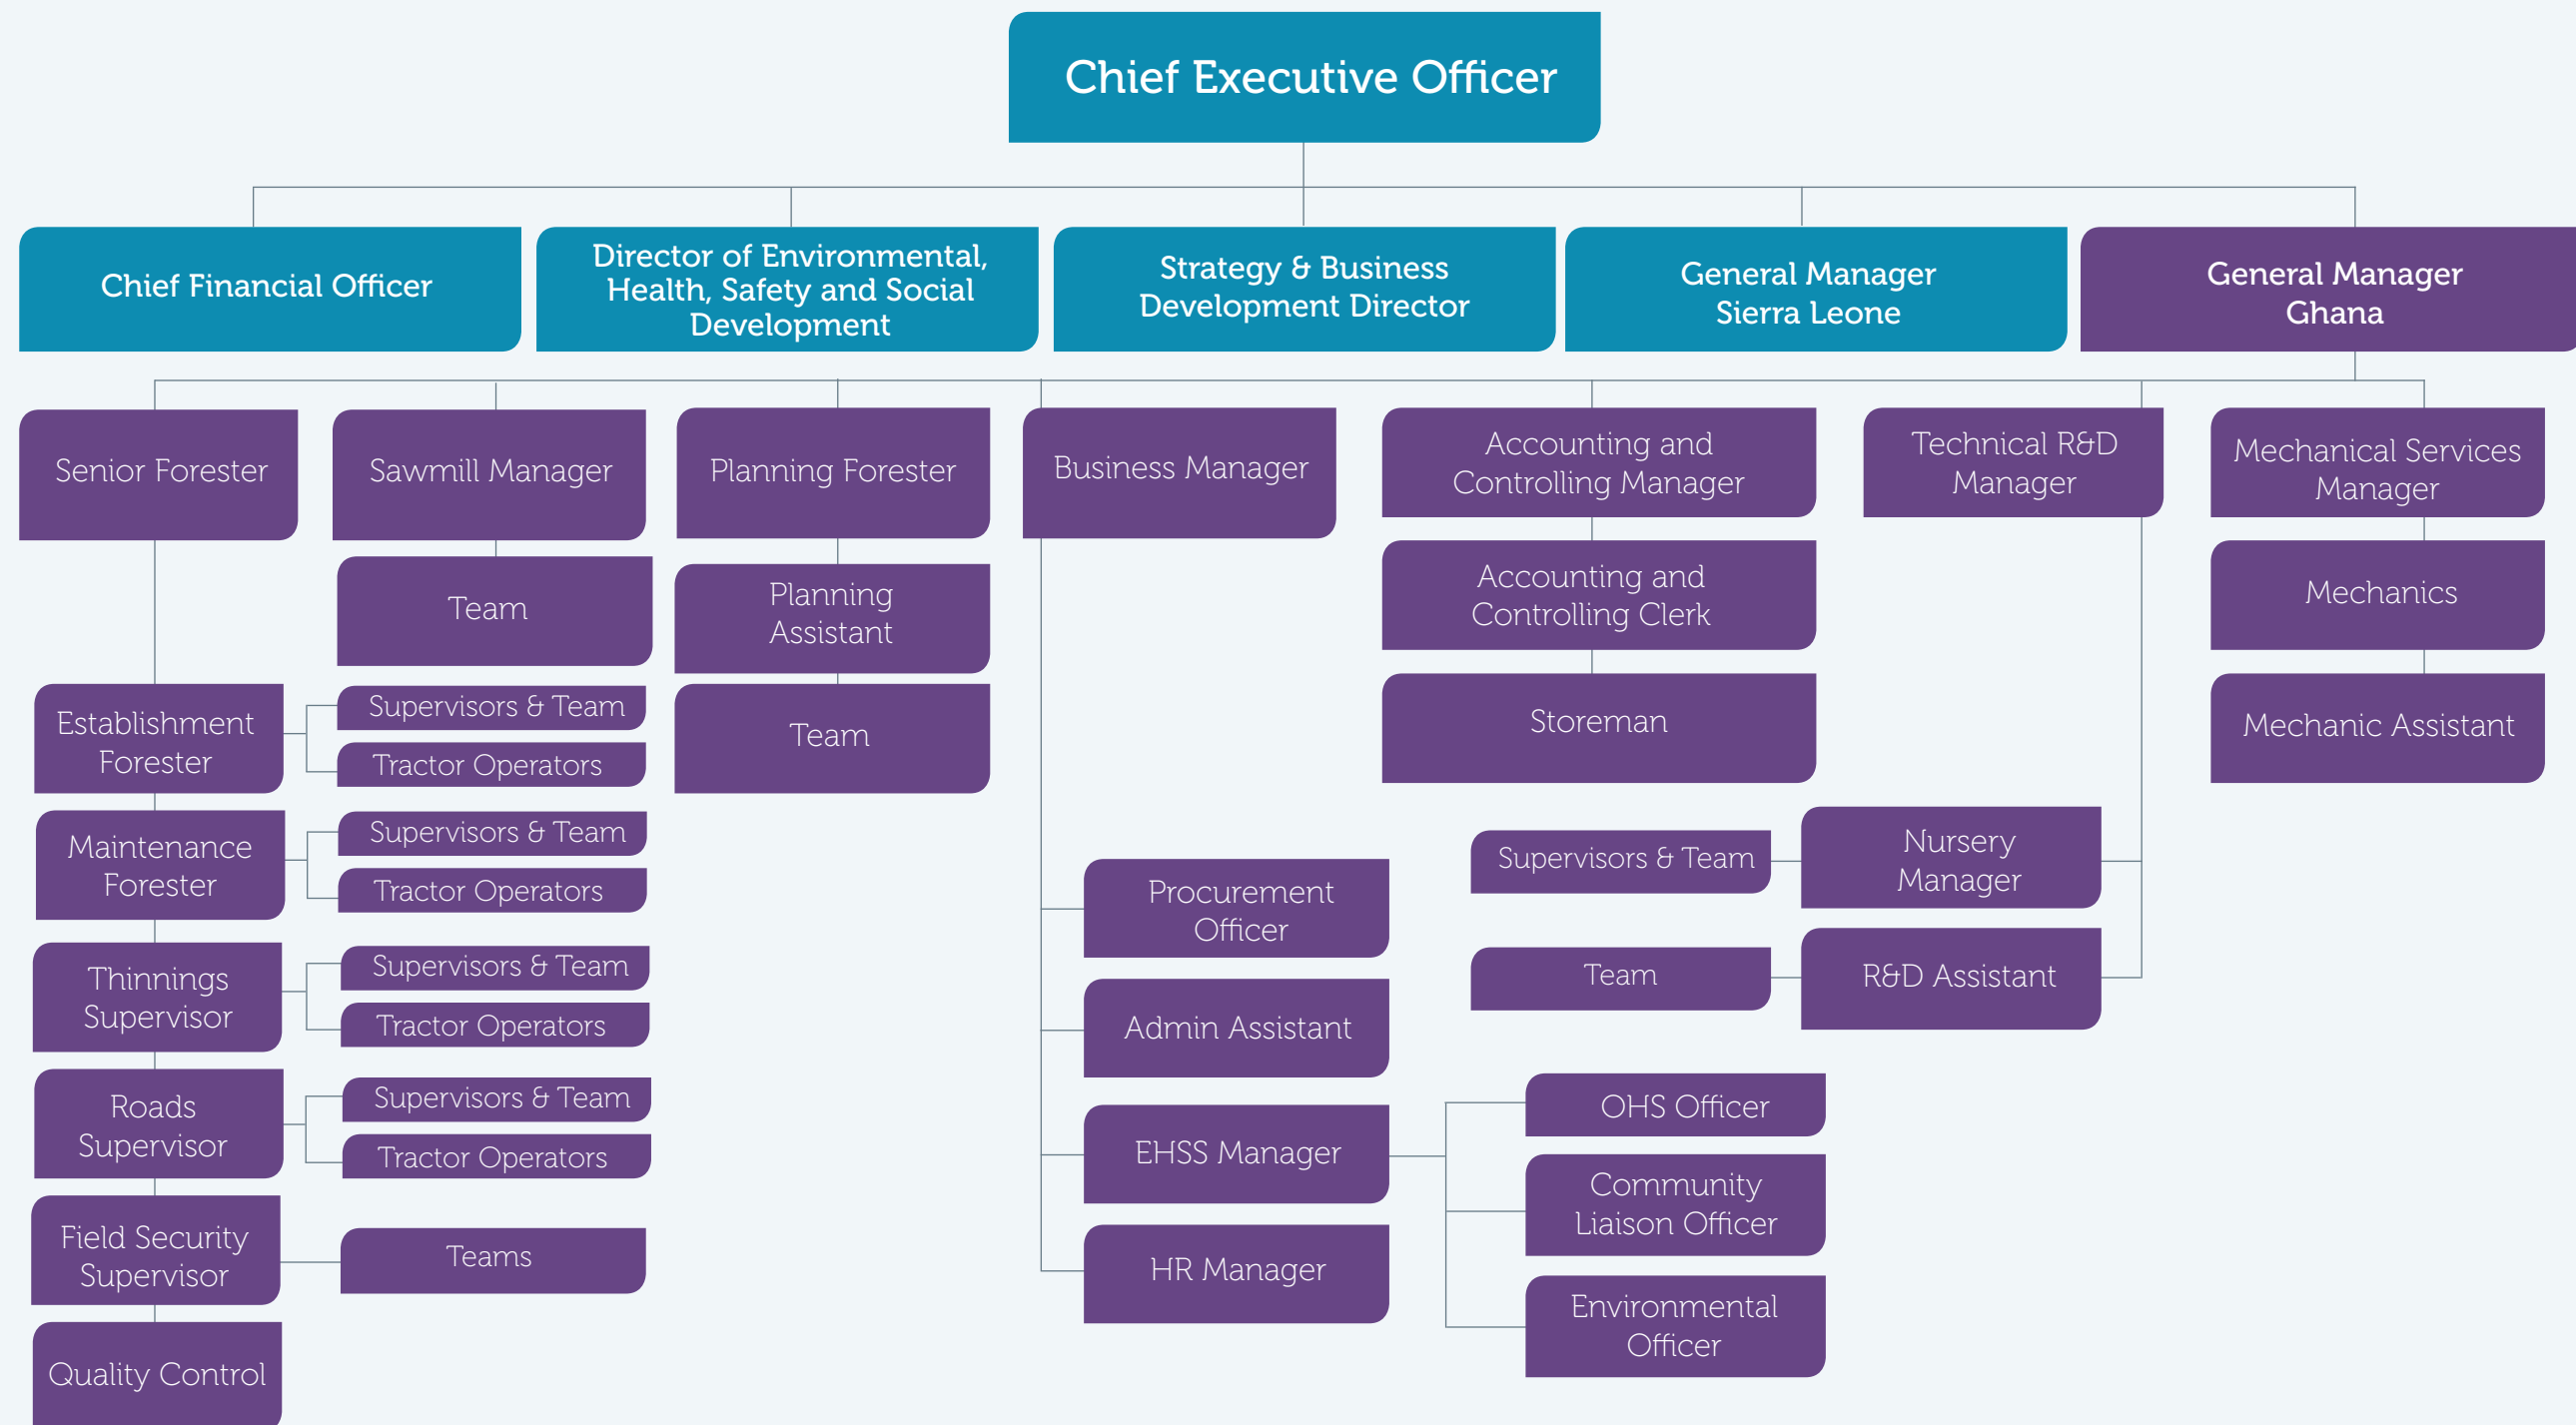 Chief Executive Officer
Chief Financial Officer
Director of Environmental,
Health, Safety and Social
Development
Strategy & Business
Development Director
General Manager
Sierra Leone
General Manager
Ghana
Senior Forester
Sawmill Manager
Planning Forester
Business Manager
Accounting and
Controlling Manager
Technical R&D
Manager
Mechanical Services
Manager
Team
Planning
Assistant
Accounting and
Controlling Clerk
Mechanics
Establishment
Forester
Supervisors & Team
Tractor Operators
Team
Storeman
Mechanic Assistant
Maintenance
Forester
Supervisors & Team
Tractor Operators
Procurement
Officer
Supervisors & Team
Nursery
Manager
Thinnings
Supervisor
Supervisors & Team
Tractor Operators
Admin Assistant
Team
R&D Assistant
Roads
Supervisor
Supervisors & Team
Tractor Operators
EHSS Manager
OHS Officer
Community
Liaison Officer
Field Security
Supervisor
Teams
HR Manager
Environmental
Officer
Quality Control